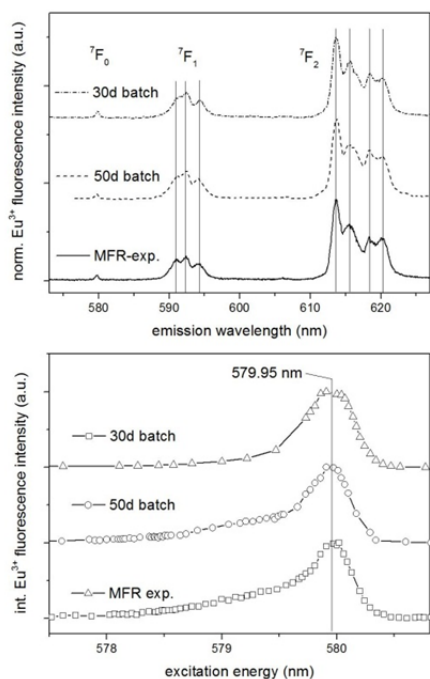 norm. Eu³⁺ fluorescence intensity (a.u.)
⁷F₀
⁷F₁
⁷F₂
30d batch
50d batch
MFR-exp.
580
590
600
610
620
emission wavelength (nm)
int. Eu³⁺ fluorescence intensity (a.u.)
579.95 nm
30d batch
50d batch
MFR exp.
578
579
580
excitation energy (nm)